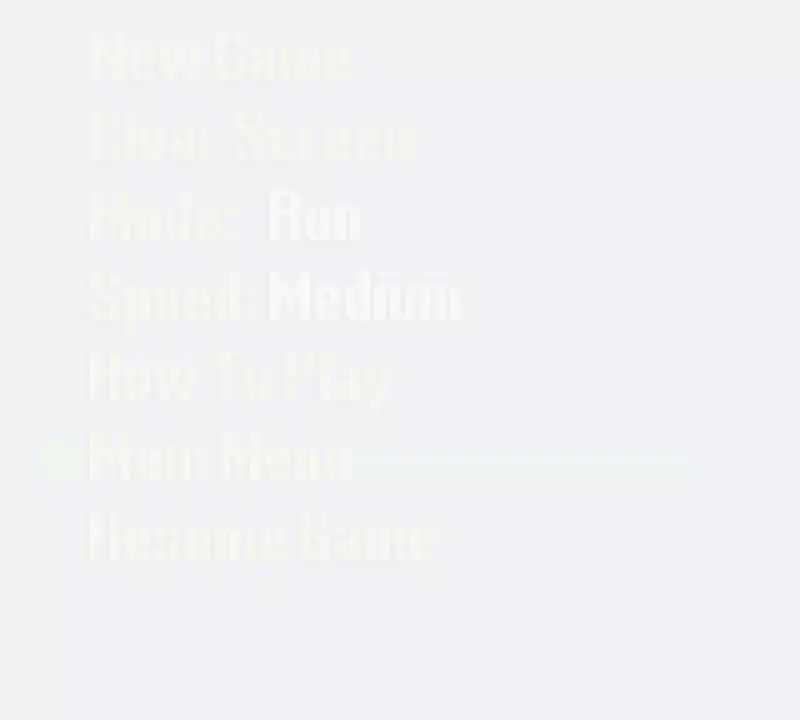 New Game
Clear Screen
Mode: Run
Speed: Medium
How To Play
Main Menu
Resume Game